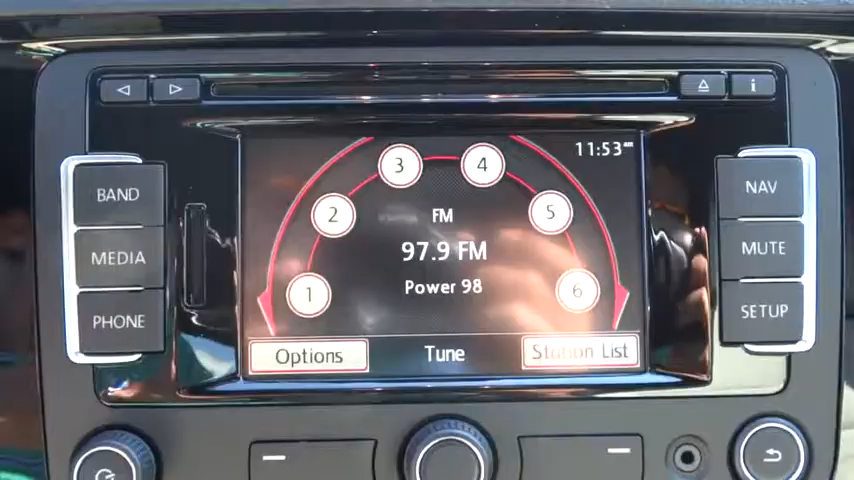 i
11:53 AM
3 4
BAND
NAV
2 5
FM
97.9 FM
MEDIA
MUTE
Power 98
1 6
PHONE
SETUP
Options
Tune
Station List